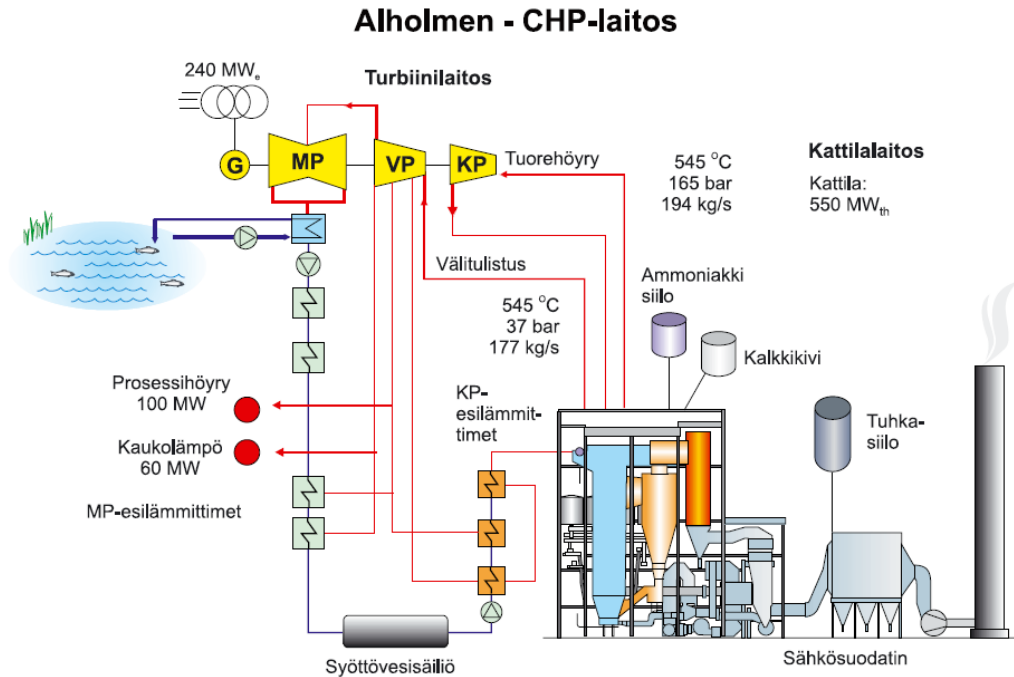 Alholmen - CHP-laitos
240 MWe
Turbiinilaitos
G
MP
VP
KP
Tuorehöyry
545 °C
165 bar
194 kg/s
Kattilalaitos
Kattila:
550 MWth
Välitulistus
545 °C
37 bar
177 kg/s
Ammoniakki
siilo
Kalkkikivi
Prosessihöyry
100 MW
Kaukolämpö
60 MW
KP-
esilämmit-
timet
Tuhka-
siilo
MP-esilämmittimet
Syöttövesisäiliö
Sähkösuodatin